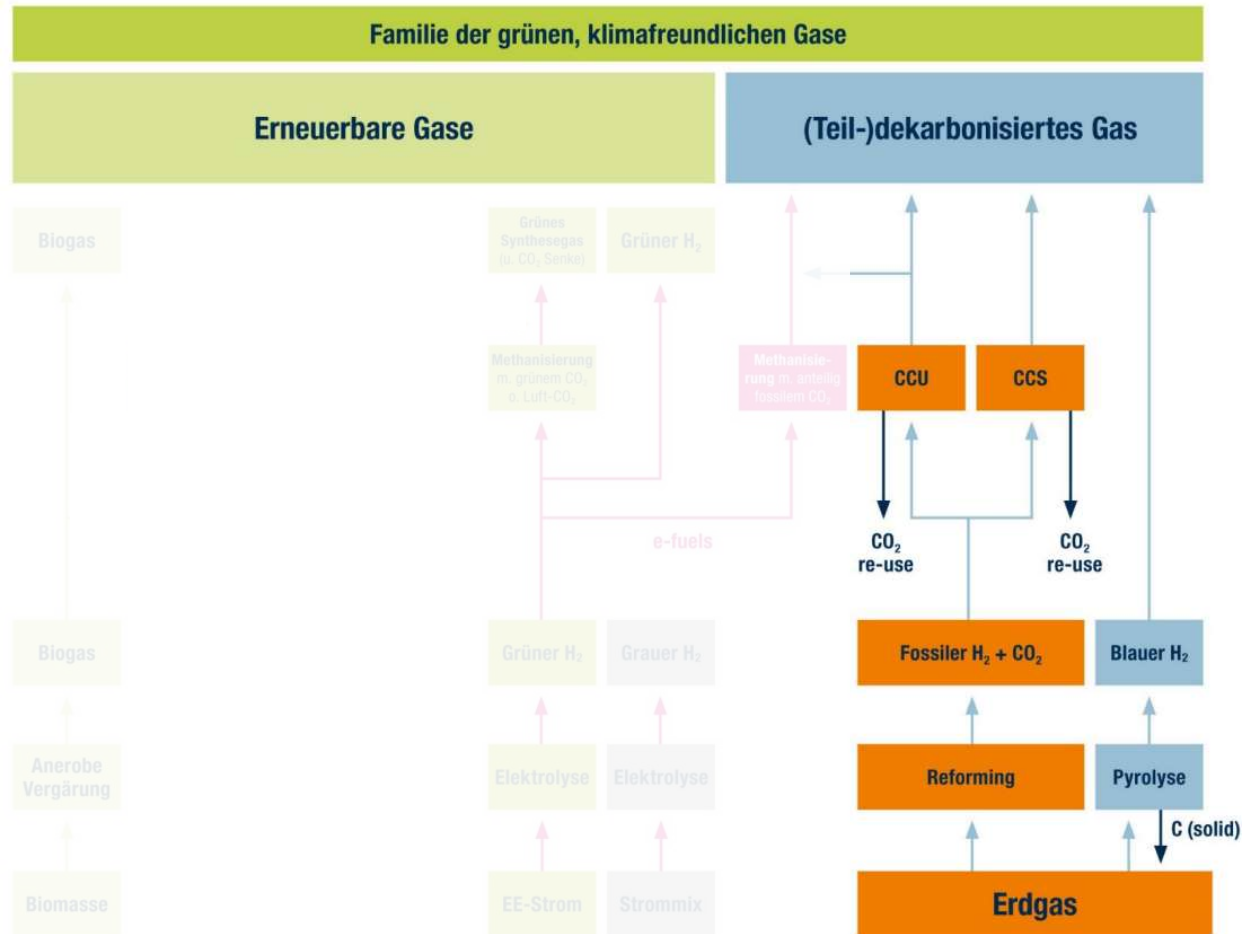 Familie der grünen, klimafreundlichen Gase
Erneuerbare Gase
(Teil-)dekarbonisiertes Gas
Biogas
Grünes
Synthesegas
(u. CO₂ Senke)
Grüner H₂
Methanisierung
m. grünem CO₂
o. Luft-CO₂
Methanisie-
rung m. anteilig
fossilem CO₂
CCU
CCS
e-fuels
CO₂
re-use
CO₂
re-use
Biogas
Grüner H₂
Grauer H₂
Fossiler H₂ + CO₂
Blauer H₂
Anerobe
Vergärung
Elektrolyse
Elektrolyse
Reforming
Pyrolyse
C (solid)
Biomasse
EE-Strom
Strommix
Erdgas